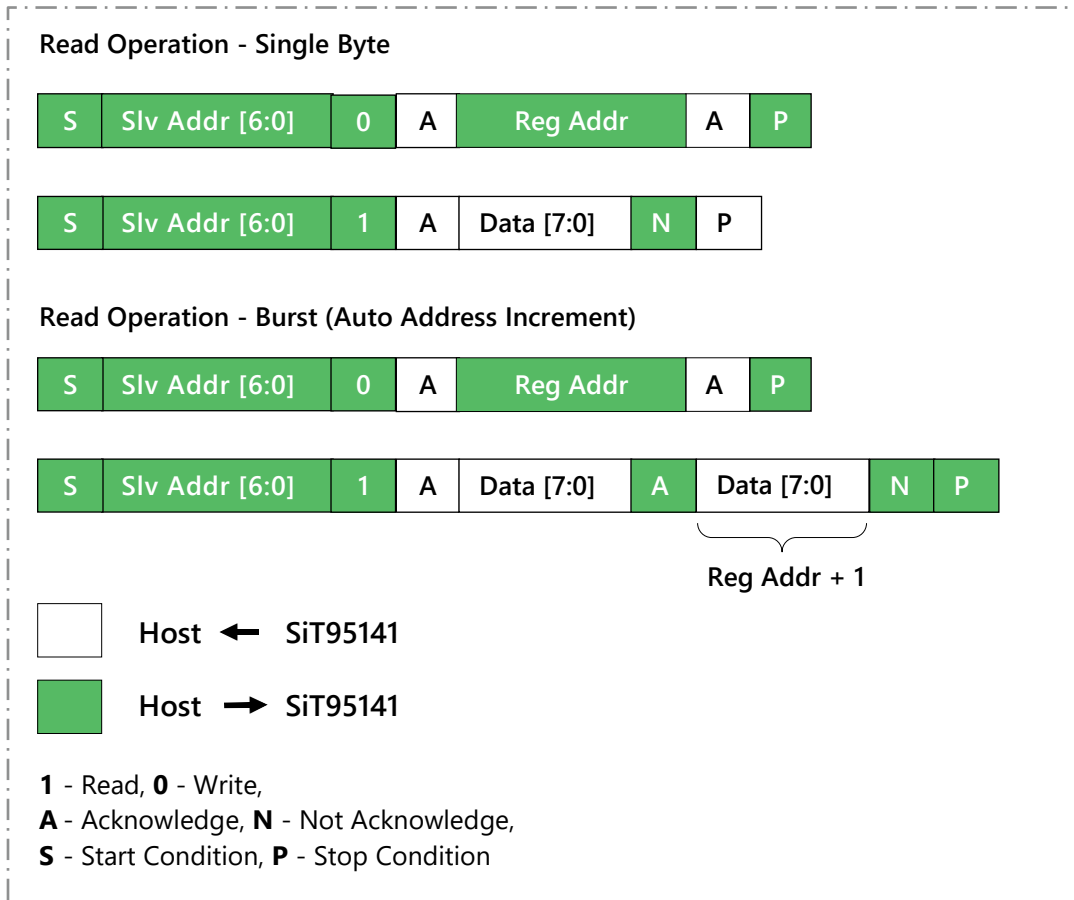 Read Operation - Single Byte
S Slv Addr [6:0] 0 A Reg Addr A P
S Slv Addr [6:0] 1 A Data [7:0] N P
Read Operation - Burst (Auto Address Increment)
S Slv Addr [6:0] 0 A Reg Addr A P
S Slv Addr [6:0] 1 A Data [7:0] A Data [7:0] N P
Reg Addr + 1
Host ← SiT95141
Host → SiT95141
1 - Read, 0 - Write,
A - Acknowledge, N - Not Acknowledge,
S - Start Condition, P - Stop Condition